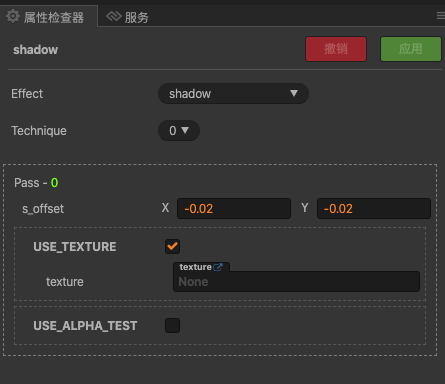 属性检查器 服务
shadow 撤销 应用
Effect shadow
Technique 0
Pass - 0
s_offset X -0.02 Y -0.02
USE_TEXTURE
texture
texture None
USE_ALPHA_TEST